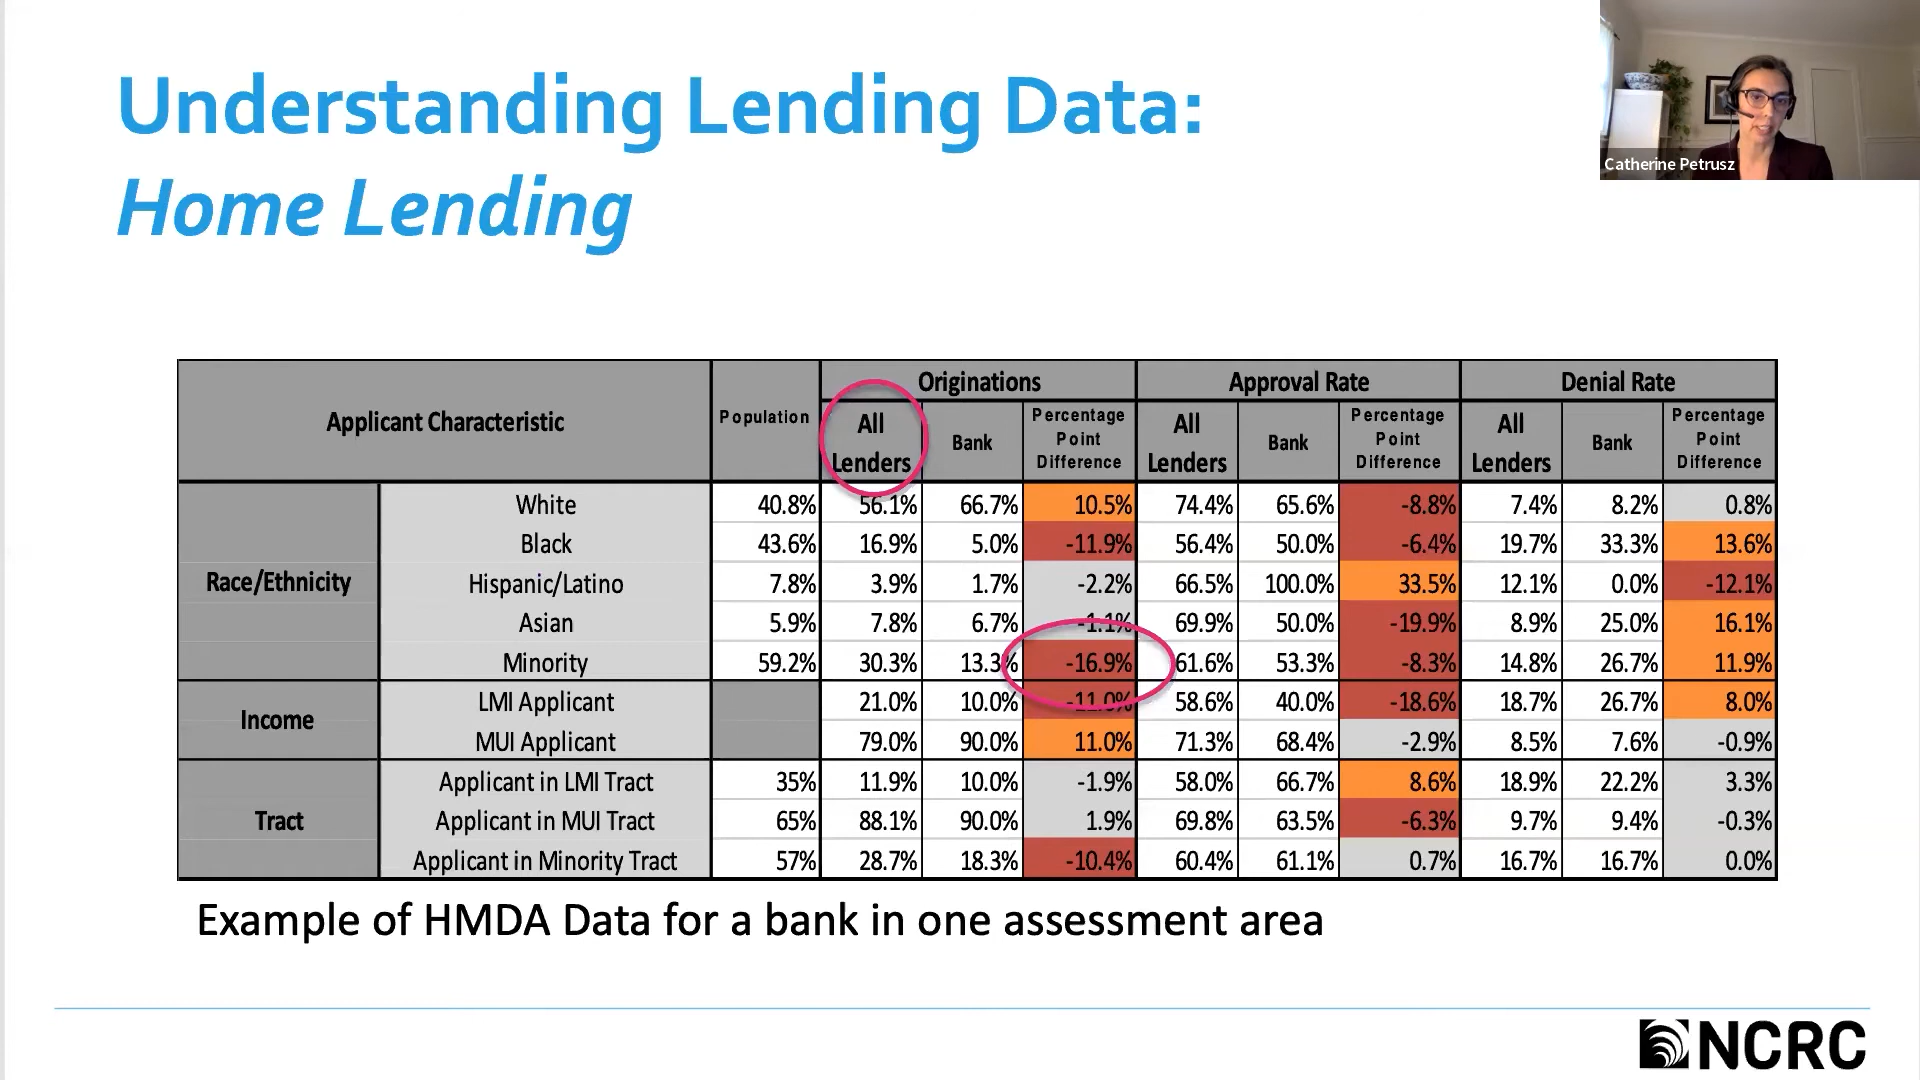 Understanding Lending Data:
Home Lending
Catherine Petrusz
Applicant Characteristic Population Originations Approval Rate Denial Rate
All Lenders Bank Percentage Point Difference All Lenders Bank Percentage Point Difference All Lenders Bank Percentage Point Difference
Race/Ethnicity
White 40.8% 56.1% 66.7% 10.5% 74.4% 65.6% -8.8% 7.4% 8.2% 0.8%
Black 43.6% 16.9% 5.0% -11.9% 56.4% 50.0% -6.4% 19.7% 33.3% 13.6%
Hispanic/Latino 7.8% 3.9% 1.7% -2.2% 66.5% 100.0% 33.5% 12.1% 0.0% -12.1%
Asian 5.9% 7.8% 6.7% -1.1% 69.9% 50.0% -19.9% 8.9% 25.0% 16.1%
Minority 59.2% 30.3% 13.3% -16.9% 61.6% 53.3% -8.3% 14.8% 26.7% 11.9%
Income
LMI Applicant 21.0% 10.0% -11.0% 58.6% 40.0% -18.6% 18.7% 26.7% 8.0%
MUI Applicant 79.0% 90.0% 11.0% 71.3% 68.4% -2.9% 8.5% 7.6% -0.9%
Tract
Applicant in LMI Tract 35% 11.9% 10.0% -1.9% 58.0% 66.7% 8.6% 18.9% 22.2% 3.3%
Applicant in MUI Tract 65% 88.1% 90.0% 1.9% 69.8% 63.5% -6.3% 9.7% 9.4% -0.3%
Applicant in Minority Tract 57% 28.7% 18.3% -10.4% 60.4% 61.1% 0.7% 16.7% 16.7% 0.0%
Example of HMDA Data for a bank in one assessment area
NCRC